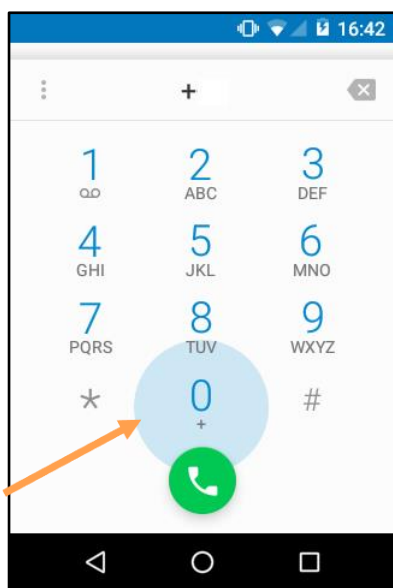 16:42
+
1 2 3
ABC DEF
4 5 6
GHI JKL MNO
7 8 9
PQRS TUV WXYZ
* 0 #
+